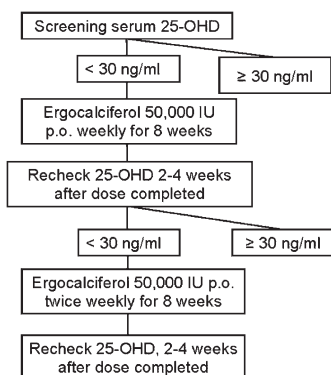 Screening serum 25-OHD
< 30 ng/ml
≥ 30 ng/ml
Ergocalciferol 50,000 IU
p.o. weekly for 8 weeks
Recheck 25-OHD 2-4 weeks
after dose completed
< 30 ng/ml
≥ 30 ng/ml
Ergocalciferol 50,000 IU p.o.
twice weekly for 8 weeks
Recheck 25-OHD, 2-4 weeks
after dose completed